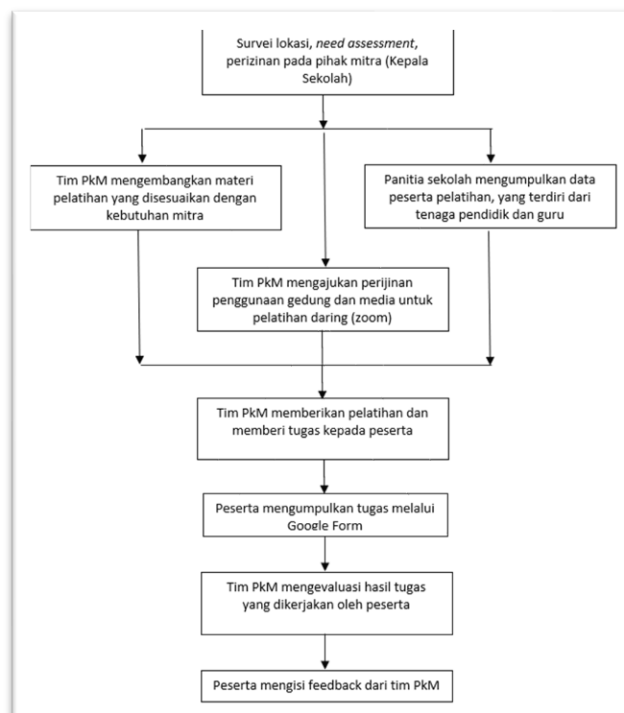 Survei lokasi, need assessment,
perizinan pada pihak mitra (Kepala
Sekolah)
Tim PkM mengembangkan materi
pelatihan yang disesuaikan dengan
kebutuhan mitra
Panitia sekolah mengumpulkan data
peserta pelatihan, yang terdiri dari
tenaga pendidik dan guru
Tim PkM mengajukan perijinan
penggunaan gedung dan media untuk
pelatihan daring (zoom)
Tim PkM memberikan pelatihan dan
memberi tugas kepada peserta
Peserta mengumpulkan tugas melalui
Google Form
Tim PkM mengevaluasi hasil tugas
yang dikerjakan oleh peserta
Peserta mengisi feedback dari tim PkM